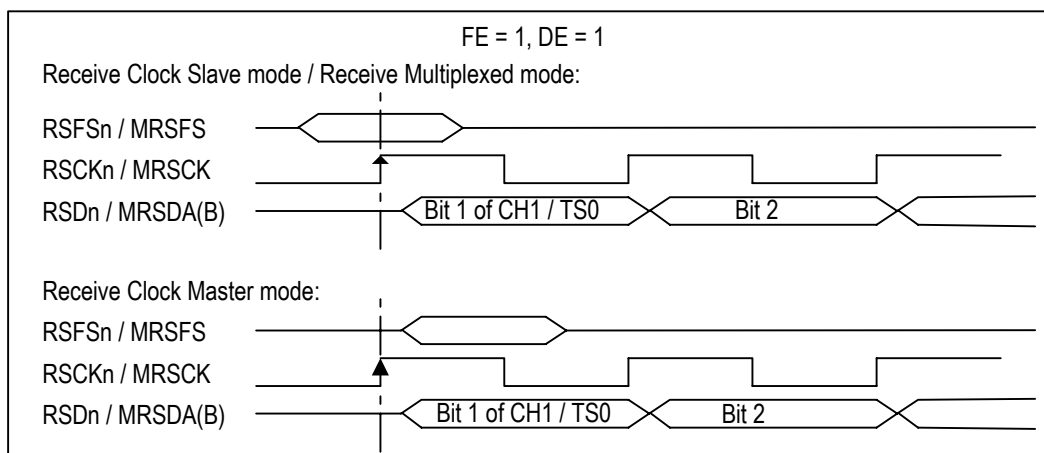 FE = 1, DE = 1
Receive Clock Slave mode / Receive Multiplexed mode:
RSFSn / MRSFS
RSCKn / MRSCK
RSDn / MRSDA(B)
Bit 1 of CH1 / TS0
Bit 2
Receive Clock Master mode:
RSFSn / MRSFS
RSCKn / MRSCK
RSDn / MRSDA(B)
Bit 1 of CH1 / TS0
Bit 2